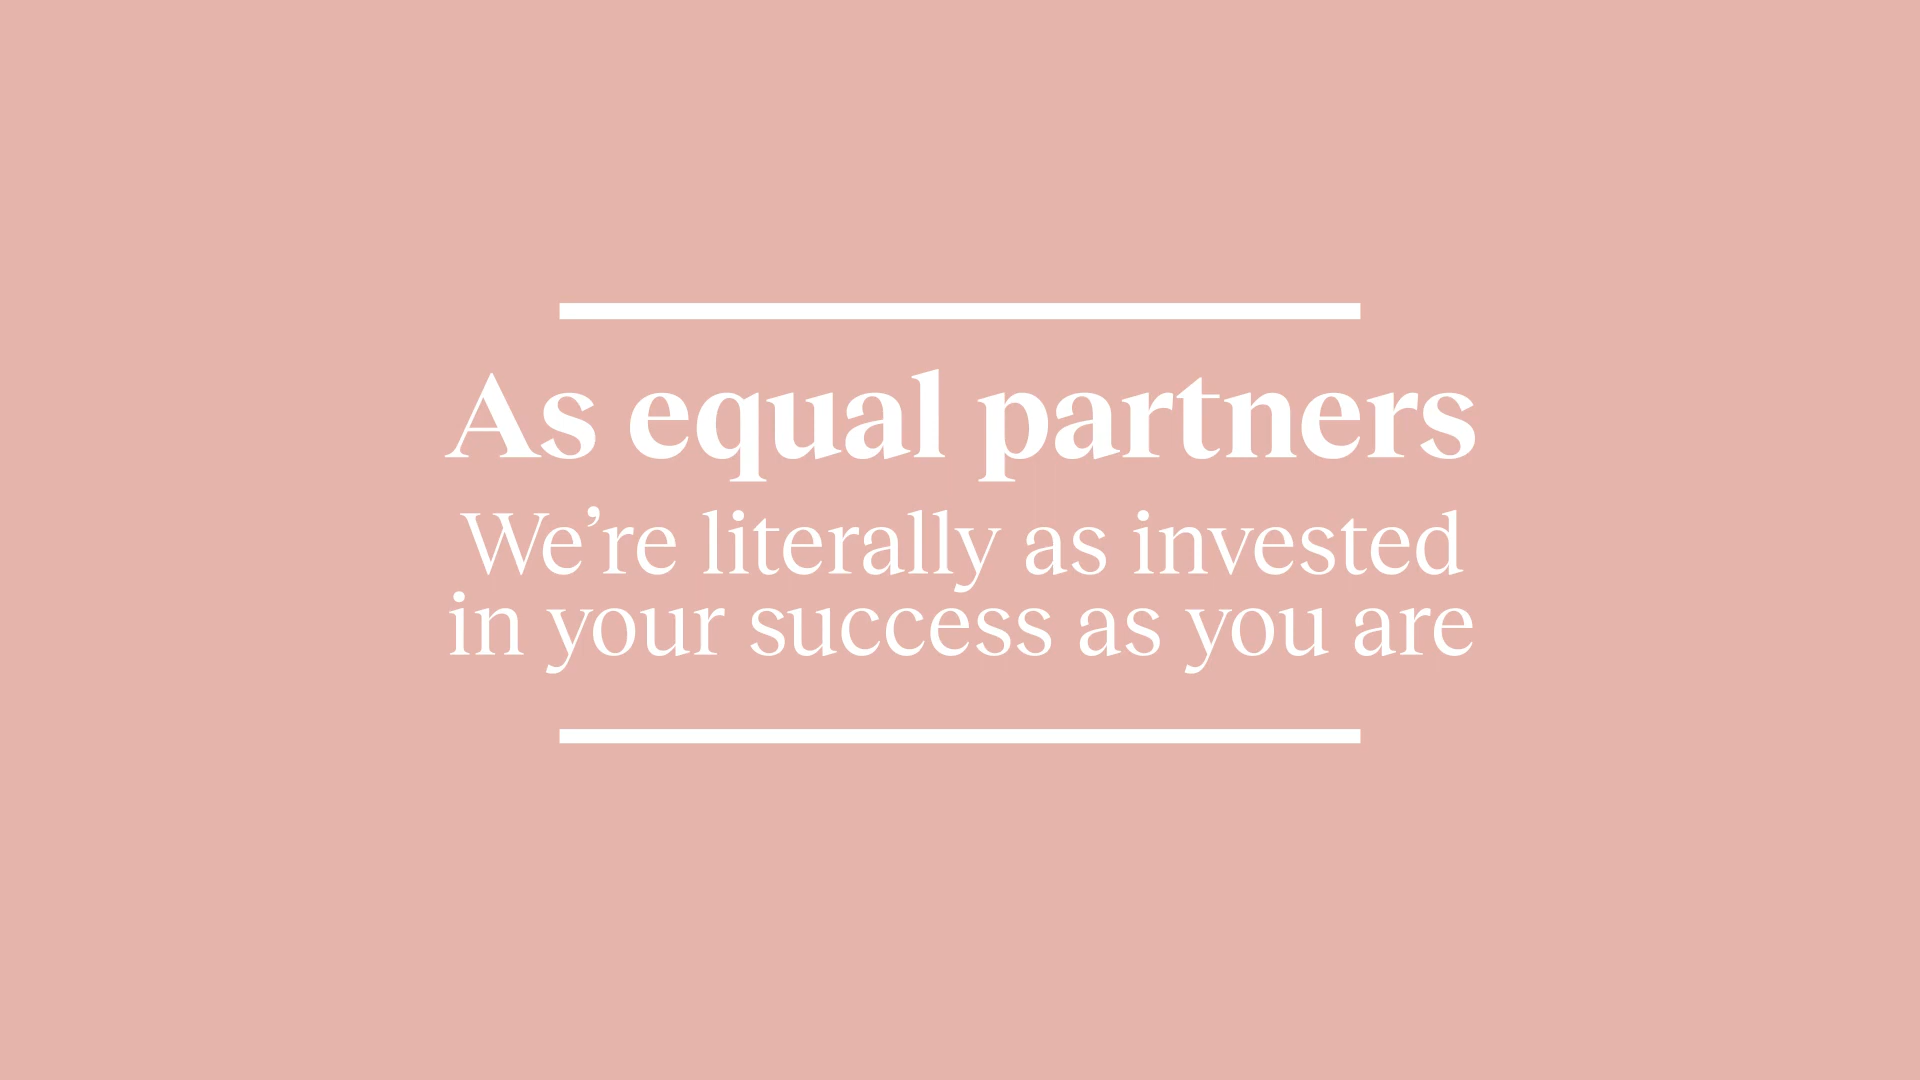 As equal partners
We’re literally as invested
in your success as you are